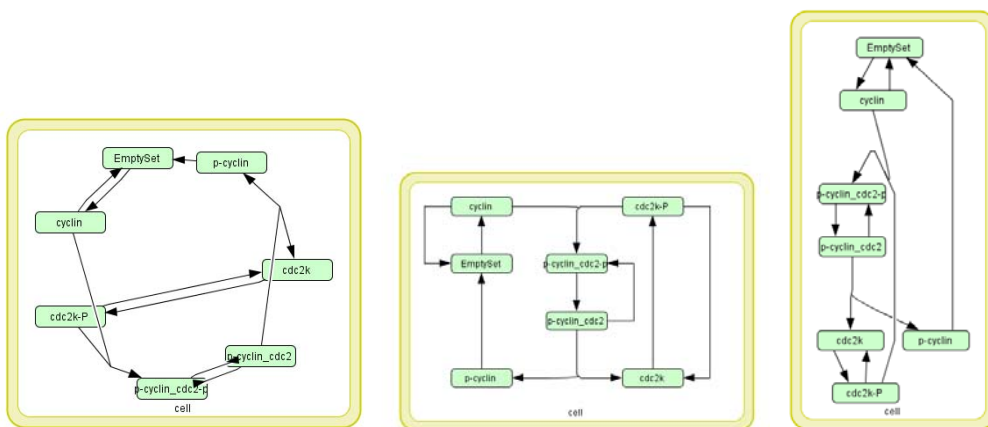 EmptySet
p-cyclin
cyclin
cdc2k
cdc2k-P
p-cyclin_cdc2
p-cyclin_cdc2-p
cell
cyclin
cdc2k-P
EmptySet
p-cyclin_cdc2-p
p-cyclin_cdc2
p-cyclin
cdc2k
cell
EmptySet
cyclin
p-cyclin_cdc2-p
p-cyclin_cdc2
cdc2k
p-cyclin
cdc2k-P
cell